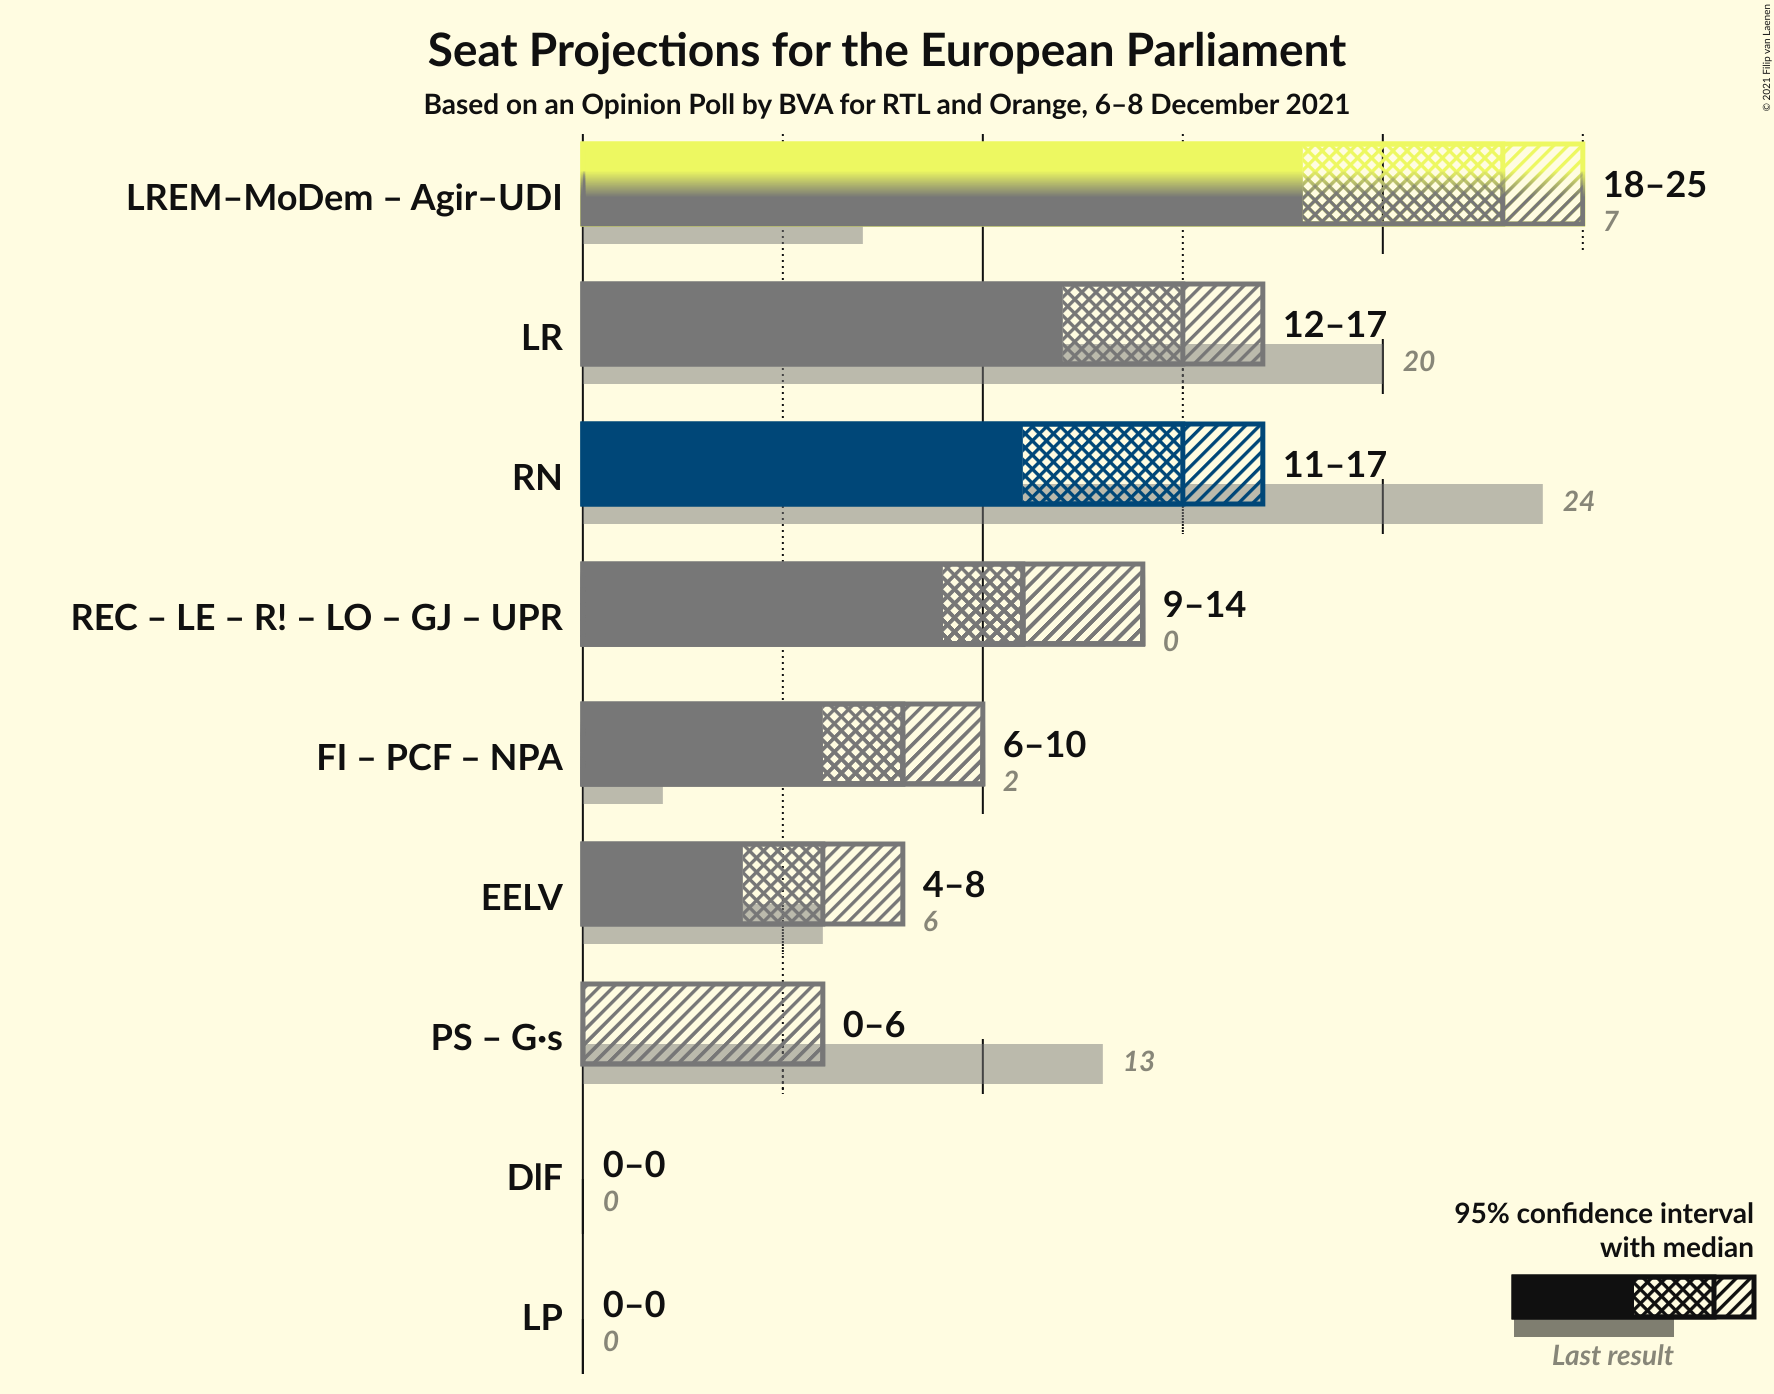 Seat Projections for the European Parliament
Based on an Opinion Poll by BVA for RTL and Orange, 6–8 December 2021
© 2021 Filip van Laenen
LREM–MoDem – Agir–UDI
18–25
7
LR
12–17
20
RN
11–17
24
REC – LE – R! – LO – GJ – UPR
9–14
0
FI – PCF – NPA
6–10
2
EELV
4–8
6
PS – G·s
0–6
13
DIF
0–0
0
LP
0–0
0
95% confidence interval
with median
Last result